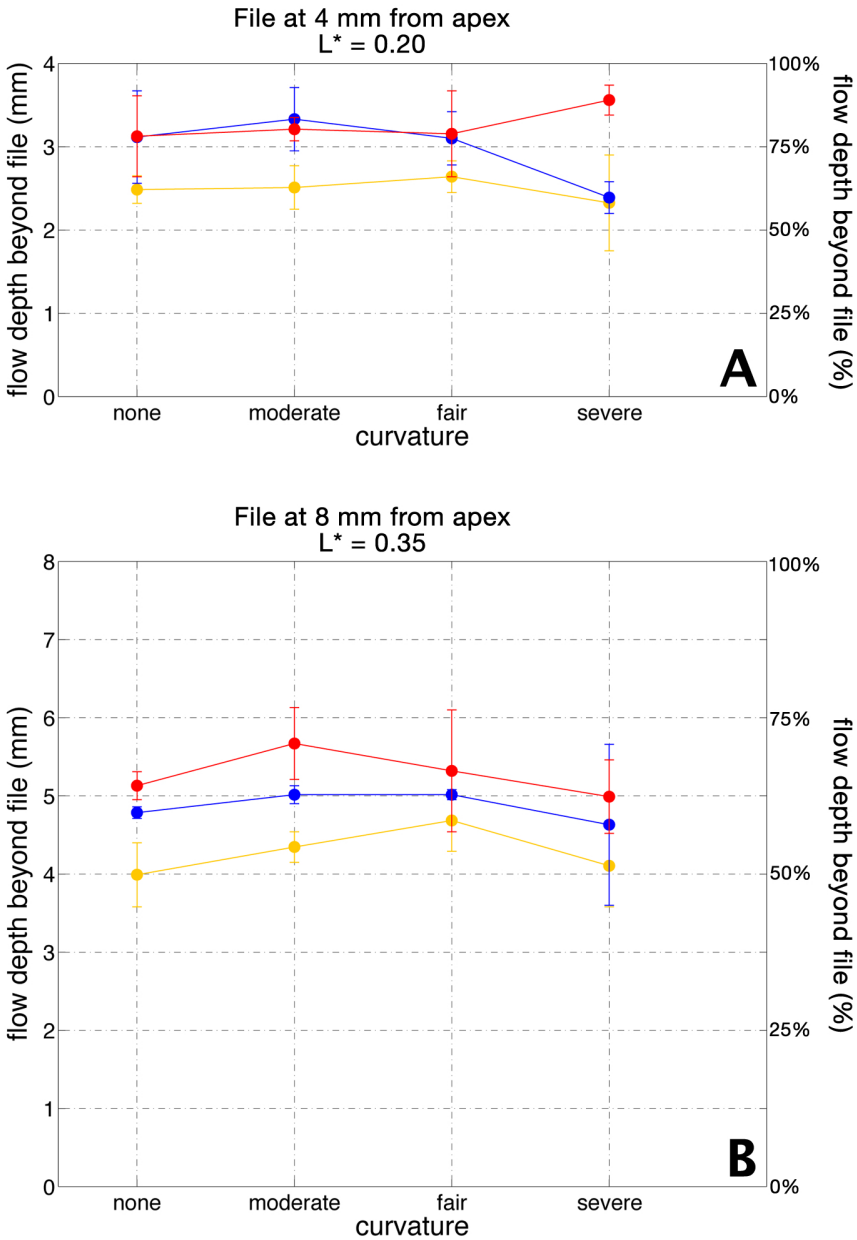 File at 4 mm from apex
L* = 0.20
flow depth beyond file (mm)
4
3
2
1
0
100%
75%
50%
25%
0%
flow depth beyond file (%)
A
none moderate fair severe
curvature
File at 8 mm from apex
L* = 0.35
flow depth beyond file (mm)
8
7
6
5
4
3
2
1
0
100%
75%
50%
25%
0%
flow depth beyond file (%)
B
none moderate fair severe
curvature